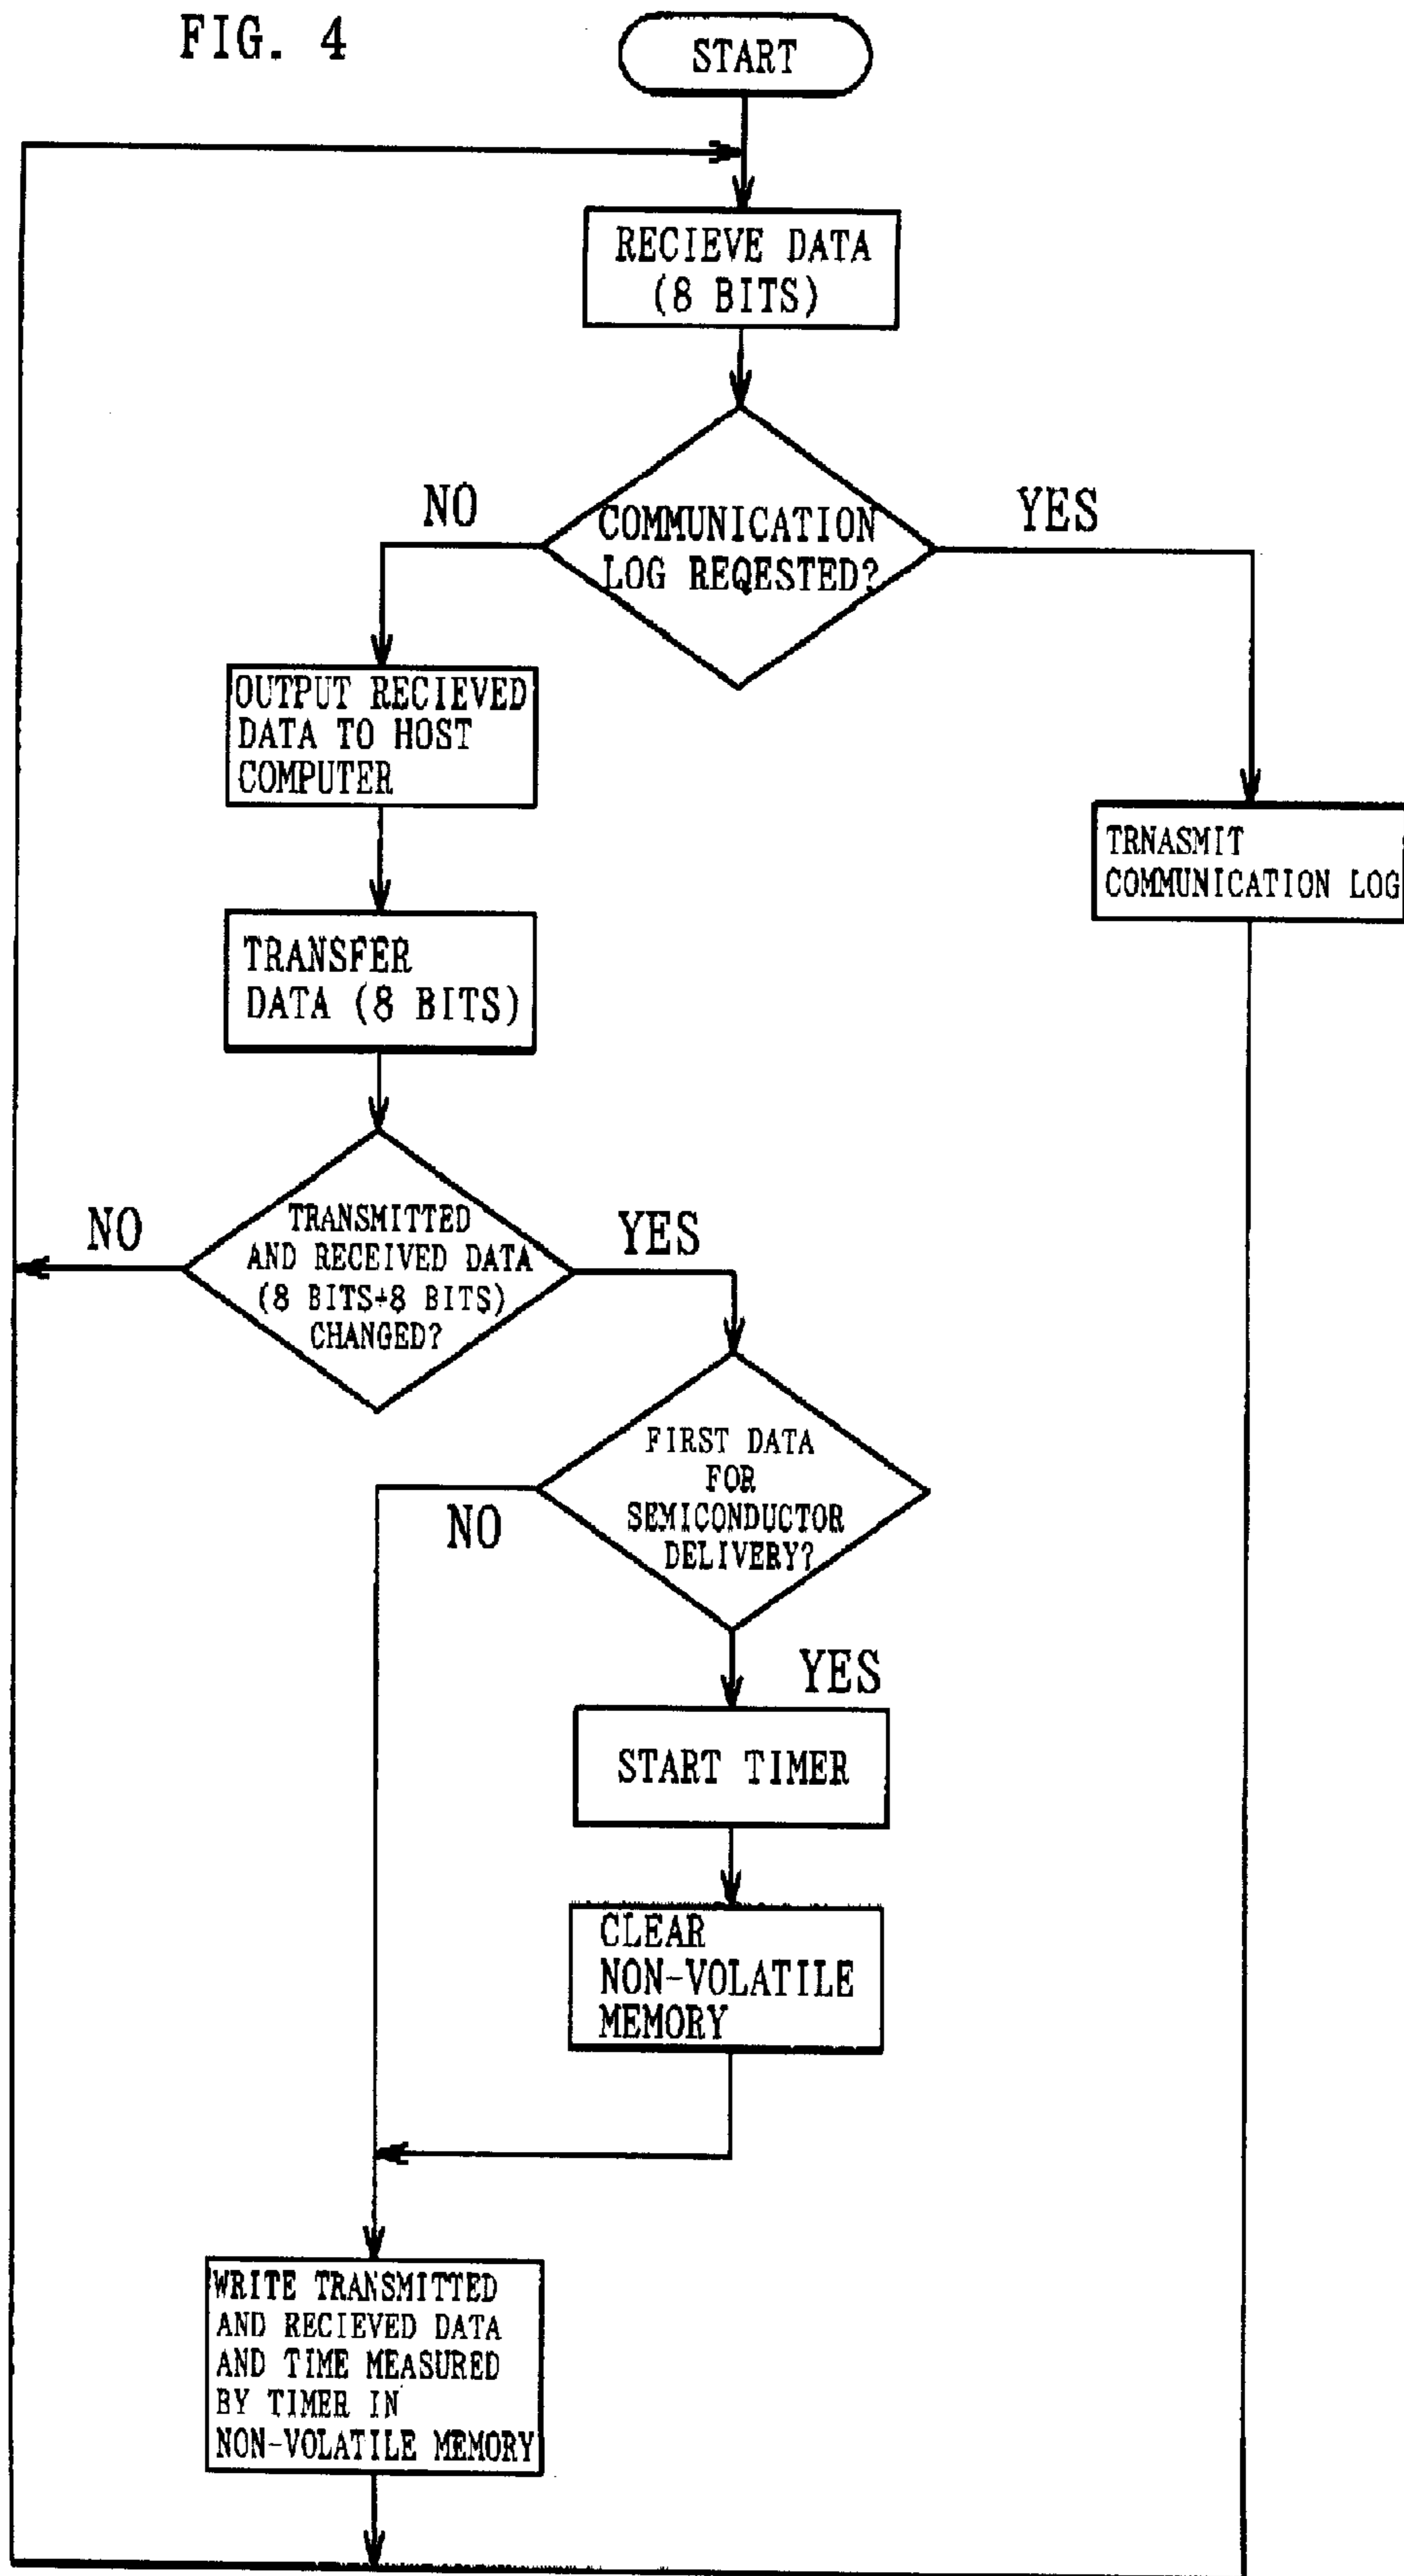 FIG. 4
START
RECIEVE DATA
(8 BITS)
NO
YES
COMMUNICATION
LOG REQESTED?
OUTPUT RECIEVED
DATA TO HOST
COMPUTER
TRNASMIT
COMMUNICATION LOG
TRANSFER
DATA (8 BITS)
NO
YES
TRANSMITTED
AND RECEIVED DATA
(8 BITS+8 BITS)
CHANGED?
FIRST DATA
FOR
SEMICONDUCTOR
DELIVERY?
NO
YES
START TIMER
CLEAR
NON-VOLATILE
MEMORY
WRITE TRANSMITTED
AND RECIEVED DATA
AND TIME MEASURED
BY TIMER IN
NON-VOLATILE MEMORY